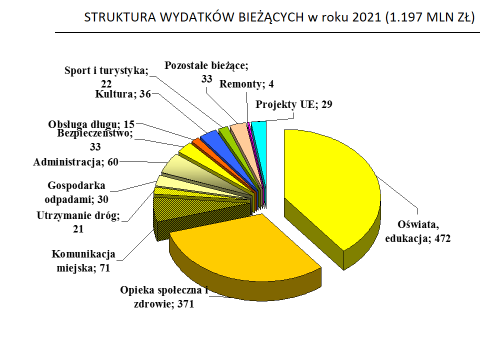 STRUKTURA WYDATKÓW BIEŻĄCYCH w roku 2021 (1.197 MLN ZŁ)
Pozostałe bieżące;
33
Sport i turystyka;
22
Remonty; 4
Kultura; 36
Projekty UE; 29
Obsługa długu; 15
Bezpieczeństwo;
33
Administracja; 60
Gospodarka
odpadami; 30
Utrzymanie dróg;
21
Oświata,
edukacja; 472
Komunikacja
miejska; 71
Opieka społeczna i
zdrowie; 371